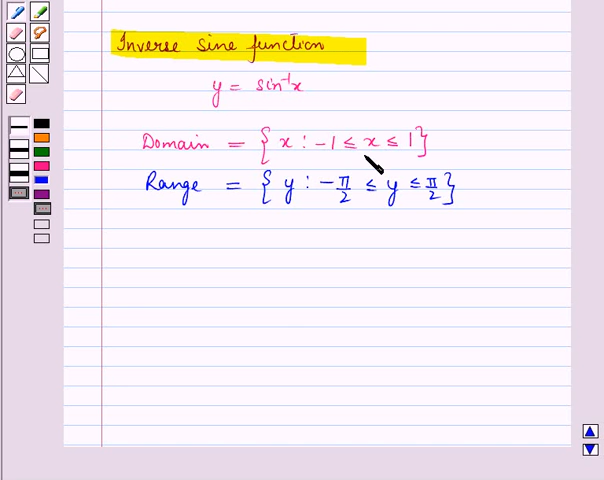 Inverse sine function
y = sin⁻¹x
Domain = { x : -1 ≤ x ≤ 1 }
Range = { y : -π/2 ≤ y ≤ π/2 }